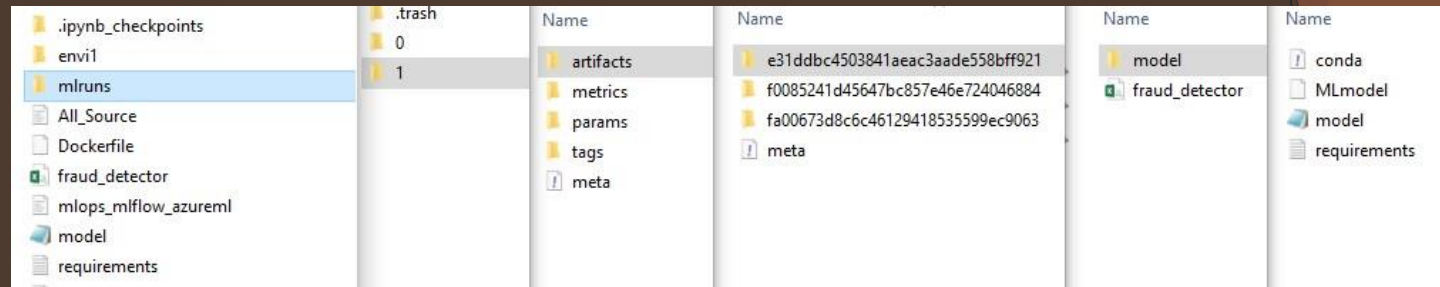 .ipynb_checkpoints
envi1
mlruns
All_Source
Dockerfile
fraud_detector
mlops_mlflow_azureml
model
requirements
.trash
0
1
Name
artifacts
metrics
params
tags
meta
Name
e31ddbc4503841aeac3aade558bff921
f0085241d45647bc857e46e724046884
fa00673d8c6c46129418535599ec9063
meta
Name
model
fraud_detector
Name
conda
MLmodel
model
requirements